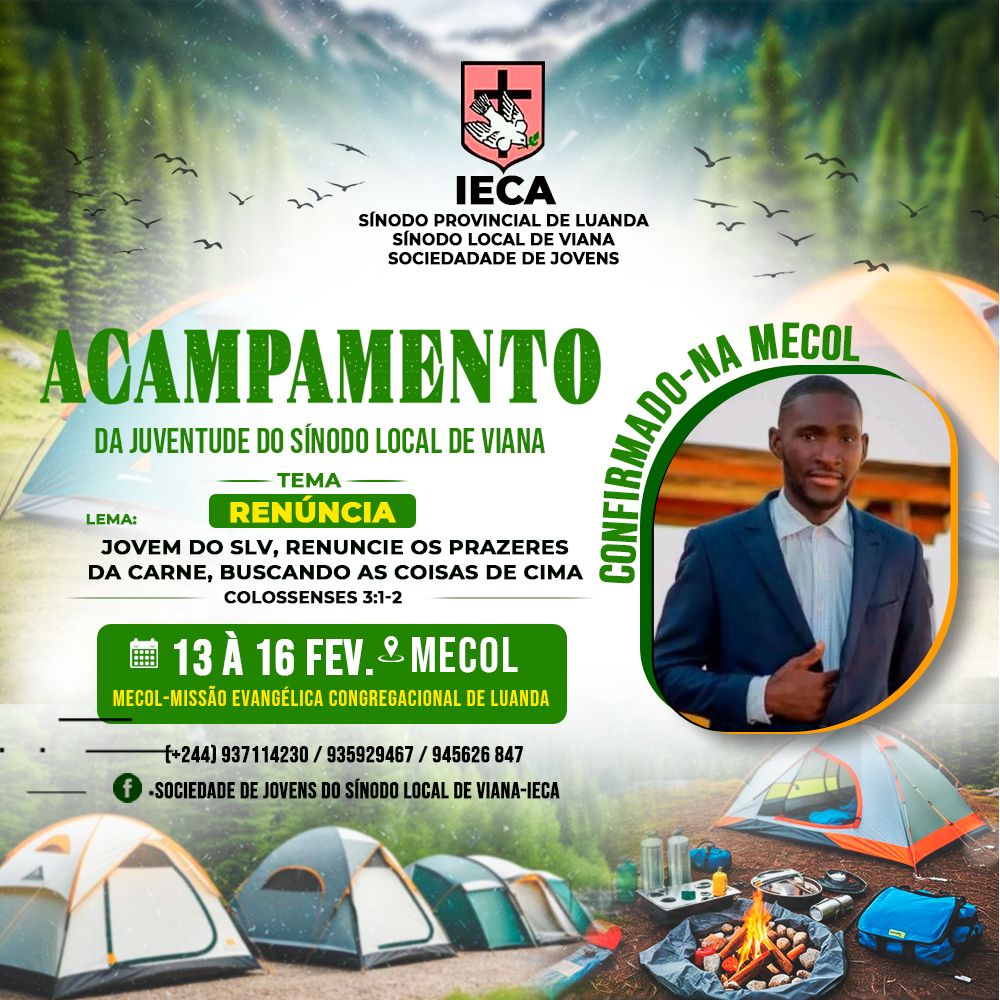 IECA
SÍNODO PROVINCIAL DE LUANDA
SÍNODO LOCAL DE VIANA
SOCIEDADADE DE JOVENS
ACAMPAMENTO
DA JUVENTUDE DO SÍNODO LOCAL DE VIANA
TEMA
RENÚNCIA
LEMA:
JOVEM DO SLV, RENUNCIE OS PRAZERES
DA CARNE, BUSCANDO AS COISAS DE CIMA
COLOSSENSES 3:1-2
CONFIRMADO-NA MECOL
13 À 16 FEV. MECOL
MECOL-MISSÃO EVANGÉLICA CONGREGACIONAL DE LUANDA
(+244) 937114230 / 935929467 / 945626 847
f -SOCIEDADE DE JOVENS DO SÍNODO LOCAL DE VIANA-IECA